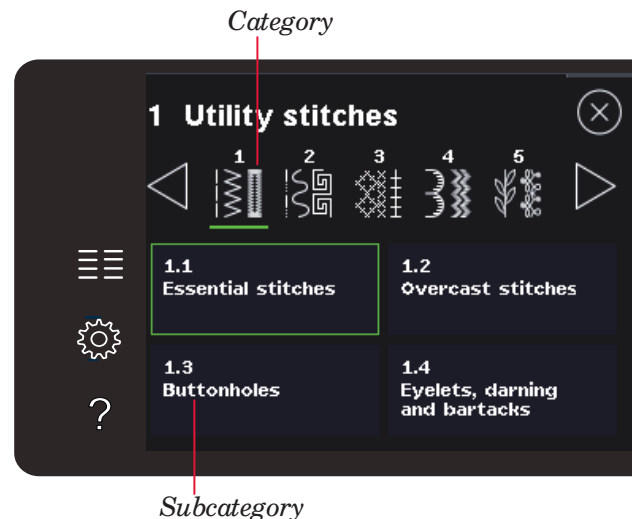 Category
1 Utility stitches
1 2 3 4 5
1.1
Essential stitches
1.2
Overcast stitches
1.3
Buttonholes
1.4
Eyelets, darning
and bartacks
?
Subcategory